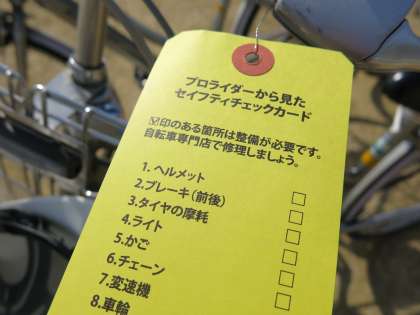 プロライダーから見た
セイフティチェックカード
☑印のある箇所は整備が必要です。
自転車専門店で修理しましょう。
1. ヘルメット □
2.ブレーキ（前後） □
3.タイヤの摩耗 □
4.ライト □
5.かご □
6.チェーン □
7.変速機
8.車輪